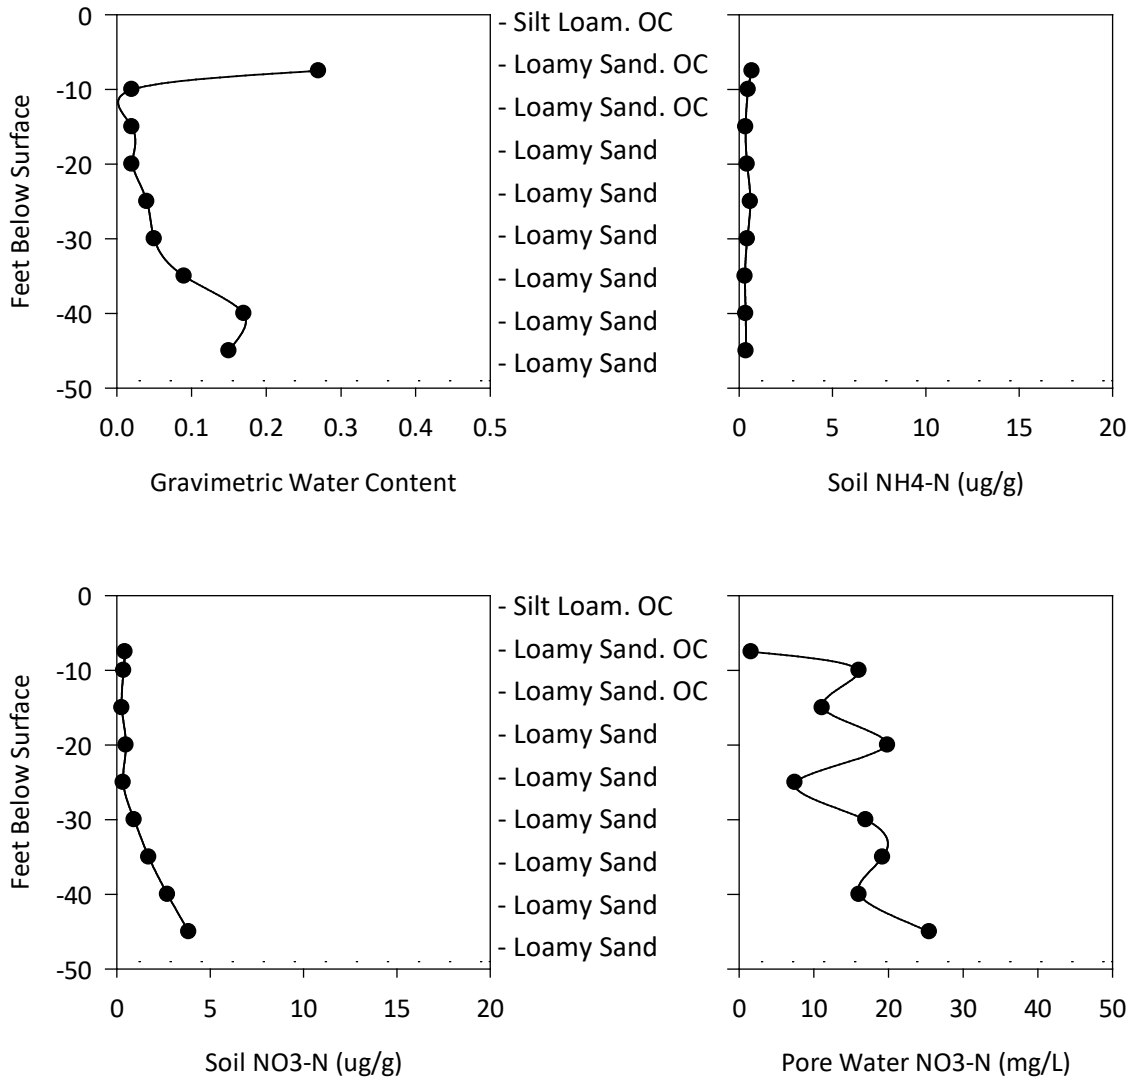 0
-10
-20
-30
-40
-50
Feet Below Surface
0.0 0.1 0.2 0.3 0.4 0.5
Gravimetric Water Content
- Silt Loam. OC
- Loamy Sand. OC
- Loamy Sand. OC
- Loamy Sand
- Loamy Sand
- Loamy Sand
- Loamy Sand
- Loamy Sand
- Loamy Sand
0 5 10 15 20
Soil NH4-N (ug/g)
0
-10
-20
-30
-40
-50
Feet Below Surface
0 5 10 15 20
Soil NO3-N (ug/g)
- Silt Loam. OC
- Loamy Sand. OC
- Loamy Sand. OC
- Loamy Sand
- Loamy Sand
- Loamy Sand
- Loamy Sand
- Loamy Sand
- Loamy Sand
0 10 20 30 40 50
Pore Water NO3-N (mg/L)